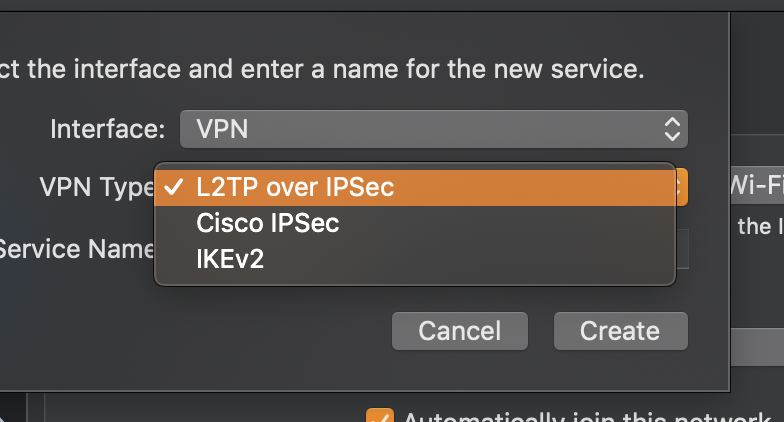 ct the interface and enter a name for the new service.
Interface: VPN
VPN Type
✓ L2TP over IPSec
Cisco IPSec
IKEv2
Service Name
Wi-Fi
the I
Cancel Create
Automatically join this network